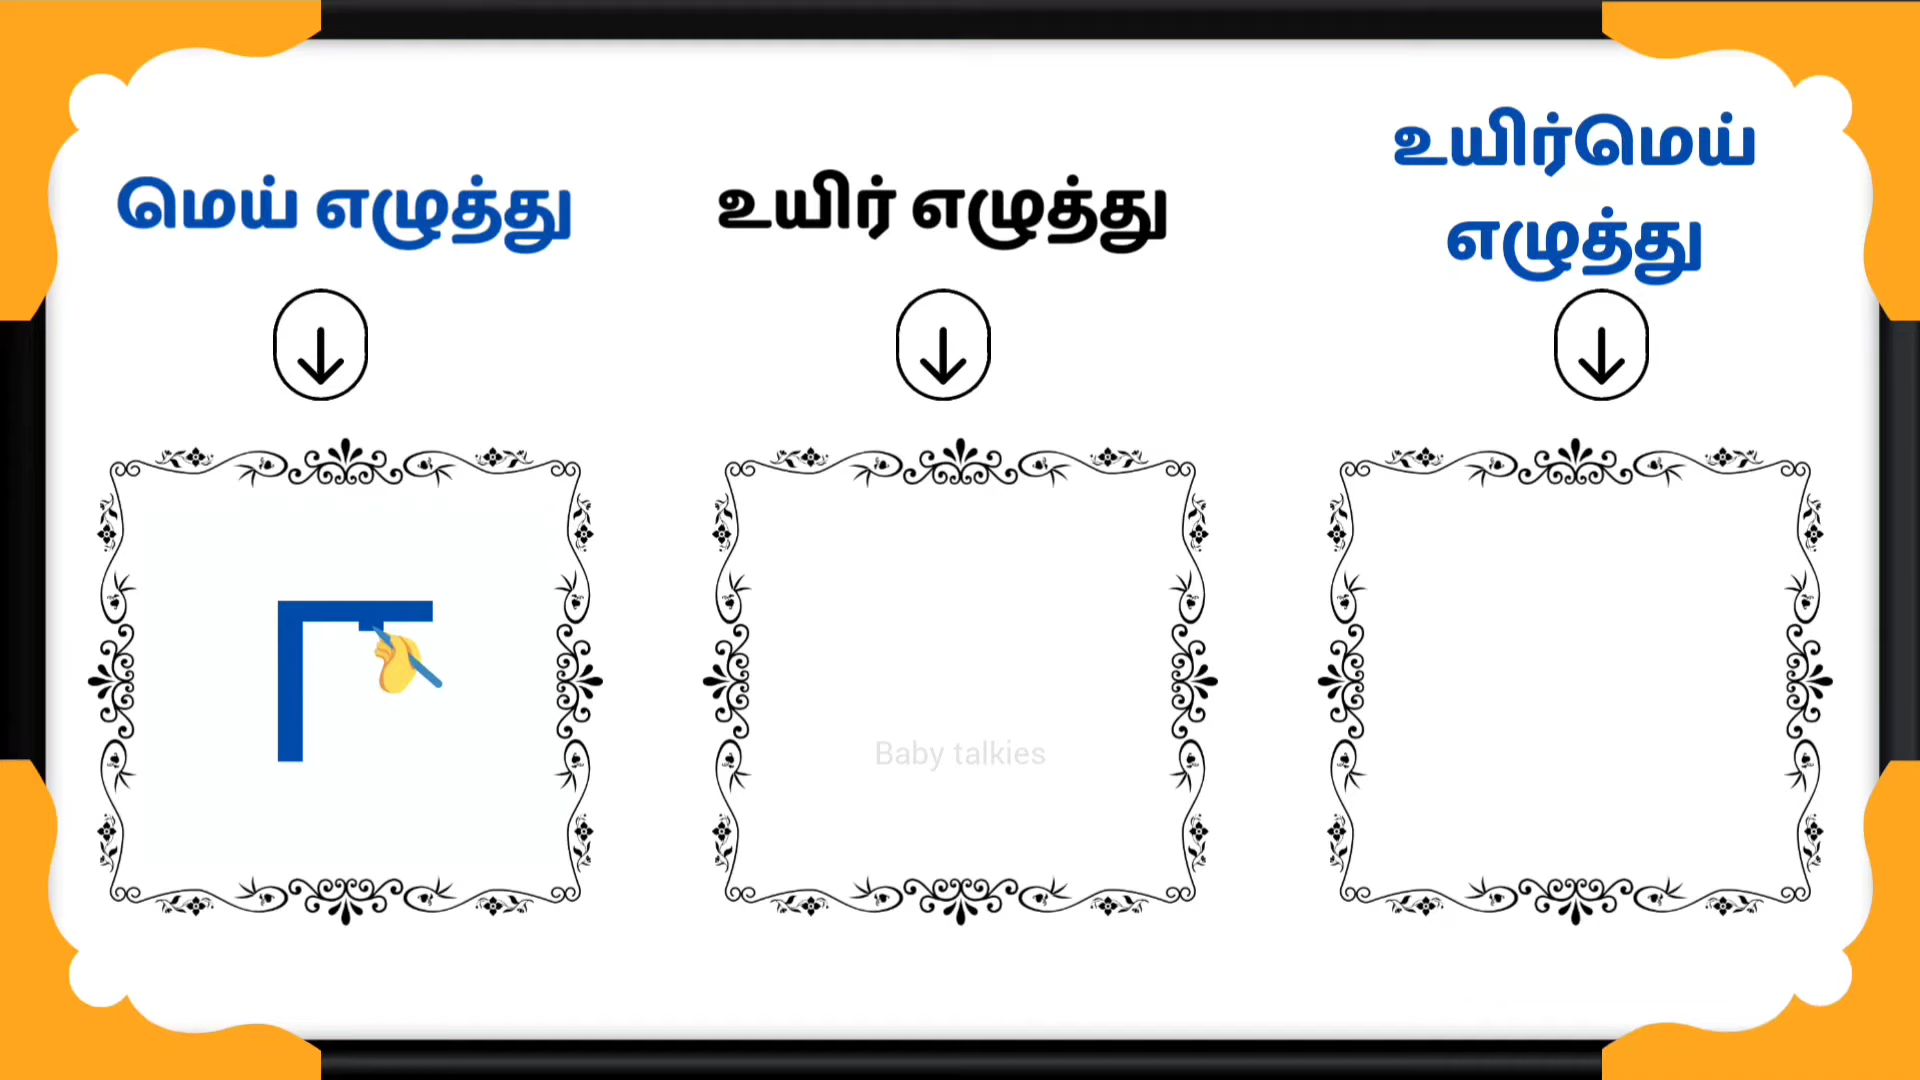 மெய் எழுத்து
உயிர் எழுத்து
உயிர்மெய்
எழுத்து
Baby talkies